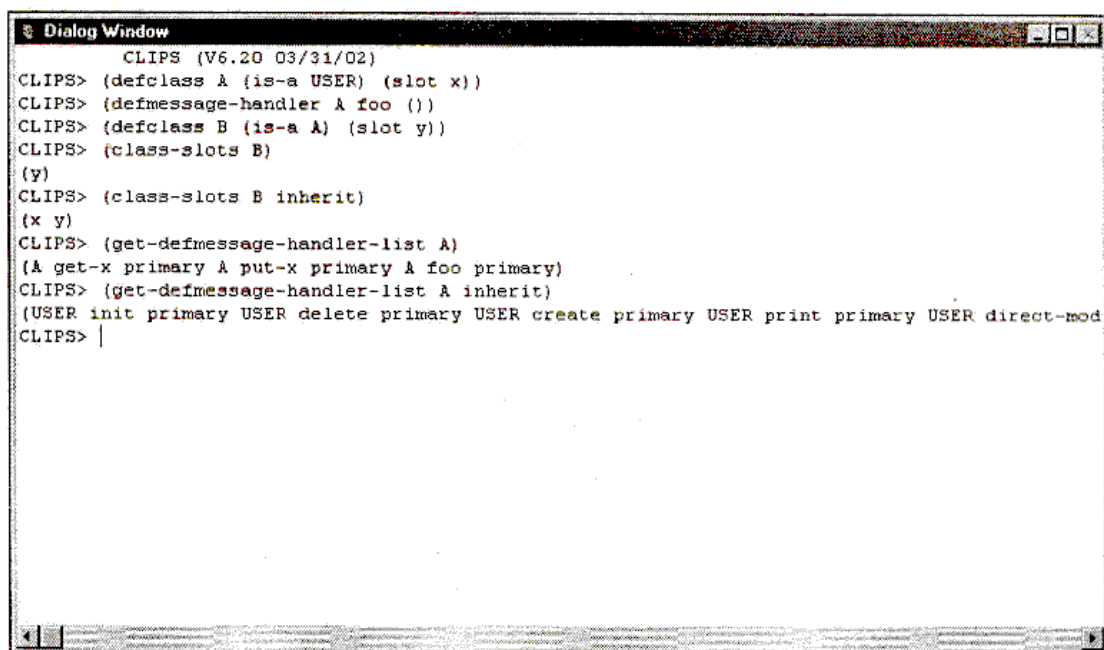 Dialog Window
CLIPS (V6.20 03/31/02)
CLIPS> (defclass A (is-a USER) (slot x))
CLIPS> (defmessage-handler A foo ())
CLIPS> (defclass B (is-a A) (slot y))
CLIPS> (class-slots B)
(y)
CLIPS> (class-slots B inherit)
(x y)
CLIPS> (get-defmessage-handler-list A)
(A get-x primary A put-x primary A foo primary)
CLIPS> (get-defmessage-handler-list A inherit)
(USER init primary USER delete primary USER create primary USER print primary USER direct-mod
CLIPS>